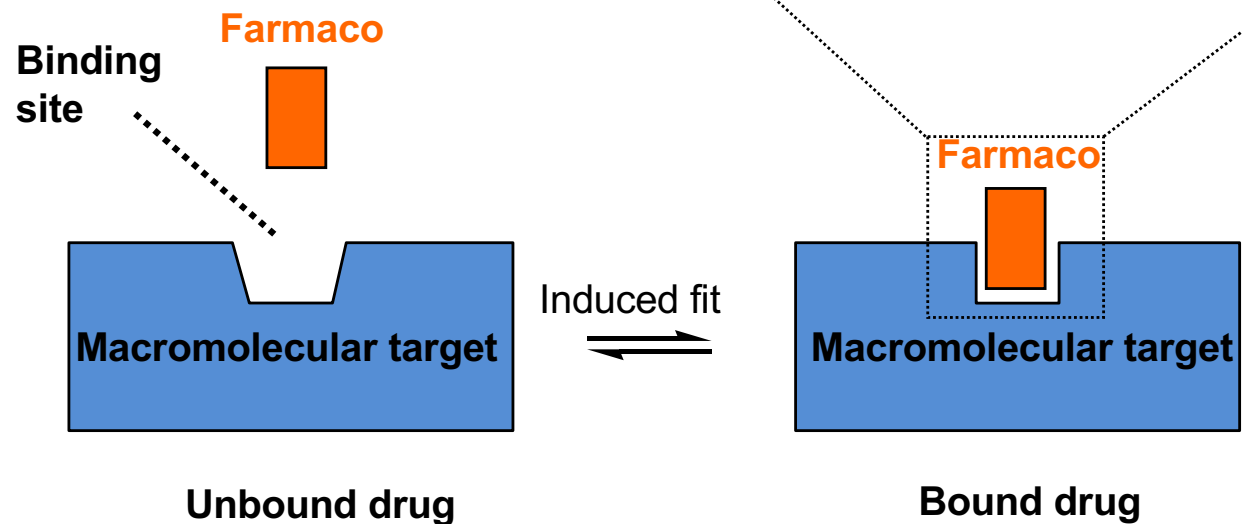 Farmaco
Binding
site
Macromolecular target
Unbound drug
Induced fit
Farmaco
Macromolecular target
Bound drug